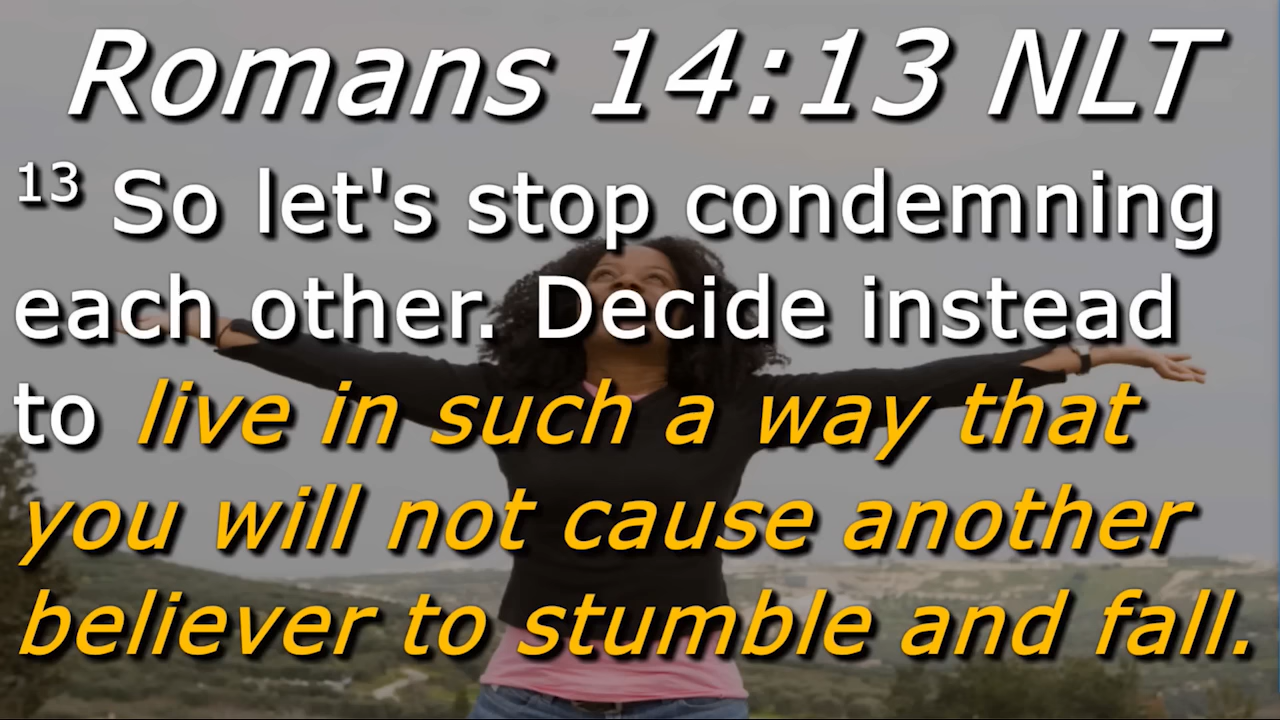 Romans 14:13 NLT
13 So let's stop condemning
each other. Decide instead
to live in such a way that
you will not cause another
believer to stumble and fall.